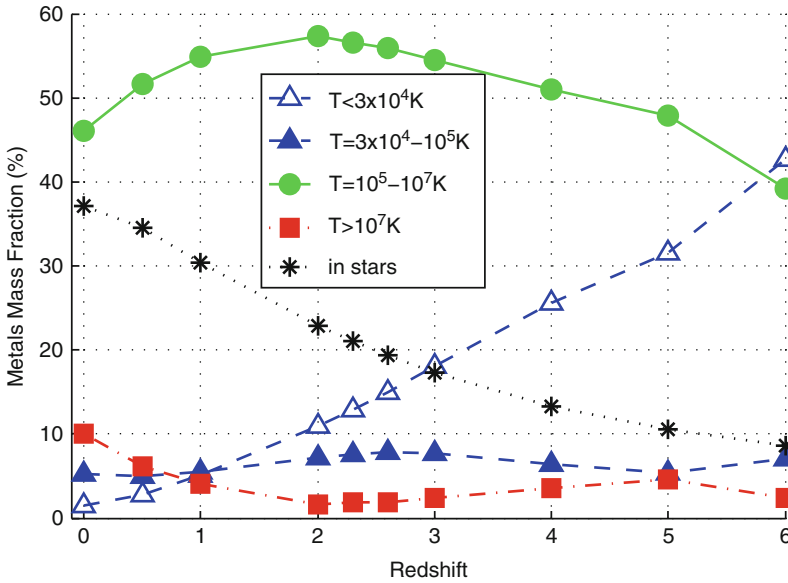 60
50
40
30
20
10
0
Metals Mass Fraction (%)
T<3x10⁴K
T=3x10⁴–10⁵K
T=10⁵–10⁷K
T>10⁷K
in stars
0 1 2 3 4 5 6
Redshift